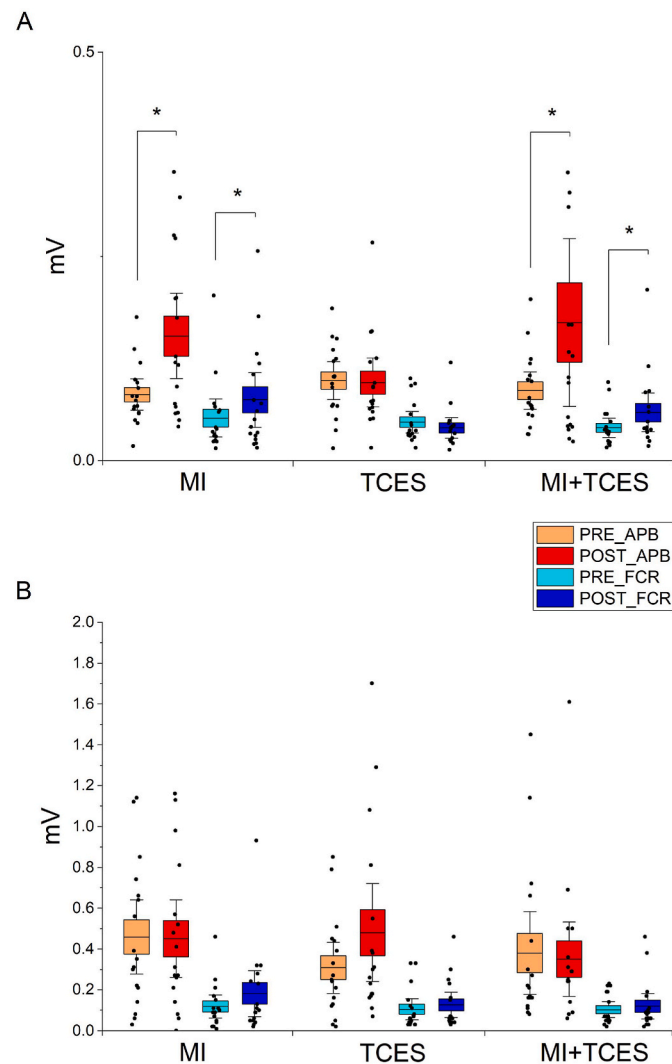 A
0.5
* * * *
mV
0.0
MI TCES MI+TCES
PRE_APB
POST_APB
PRE_FCR
POST_FCR
B
2.0
1.8
1.6
1.4
1.2
mV
1.0
0.8
0.6
0.4
0.2
0.0
MI TCES MI+TCES